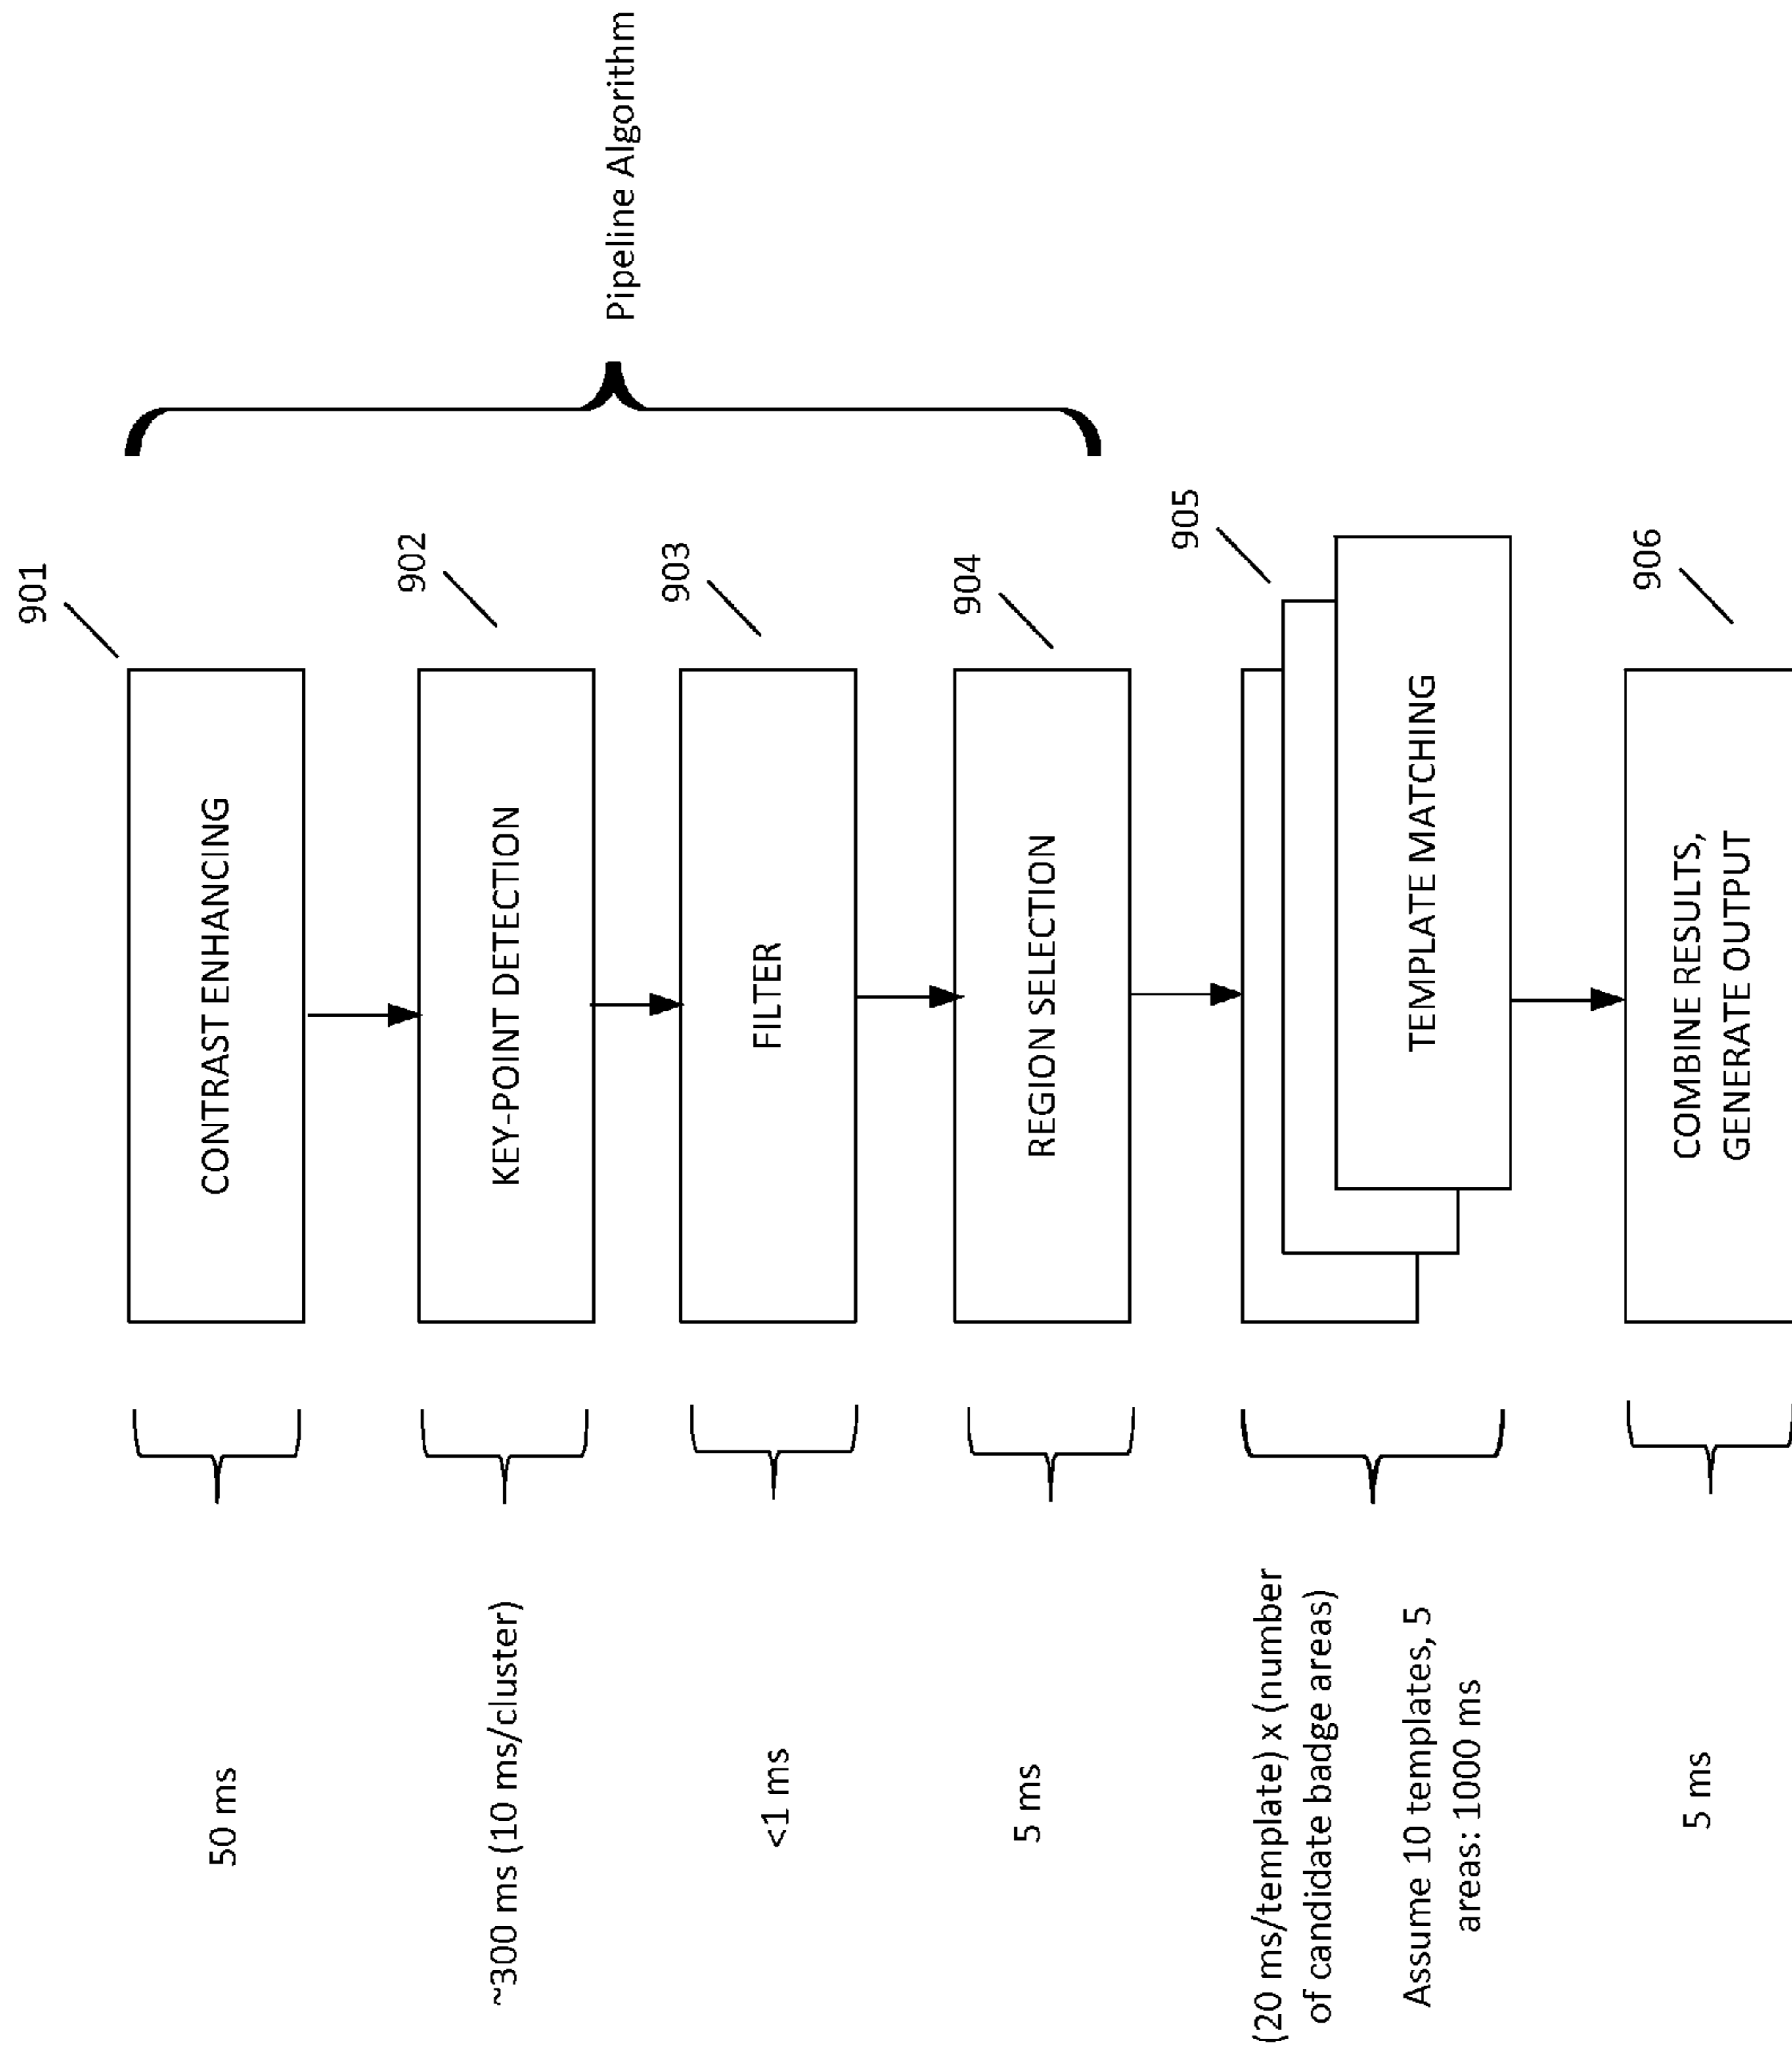 901
CONTRAST ENHANCING
50 ms
902
KEY-POINT DETECTION
~300 ms (10 ms/cluster)
903
FILTER
<1 ms
904
REGION SELECTION
5 ms
Pipeline Algorithm
905
TEMPLATE MATCHING
(20 ms/template) x (number
of candidate badge areas)
Assume 10 templates, 5
areas: 1000 ms
906
COMBINE RESULTS,
GENERATE OUTPUT
5 ms